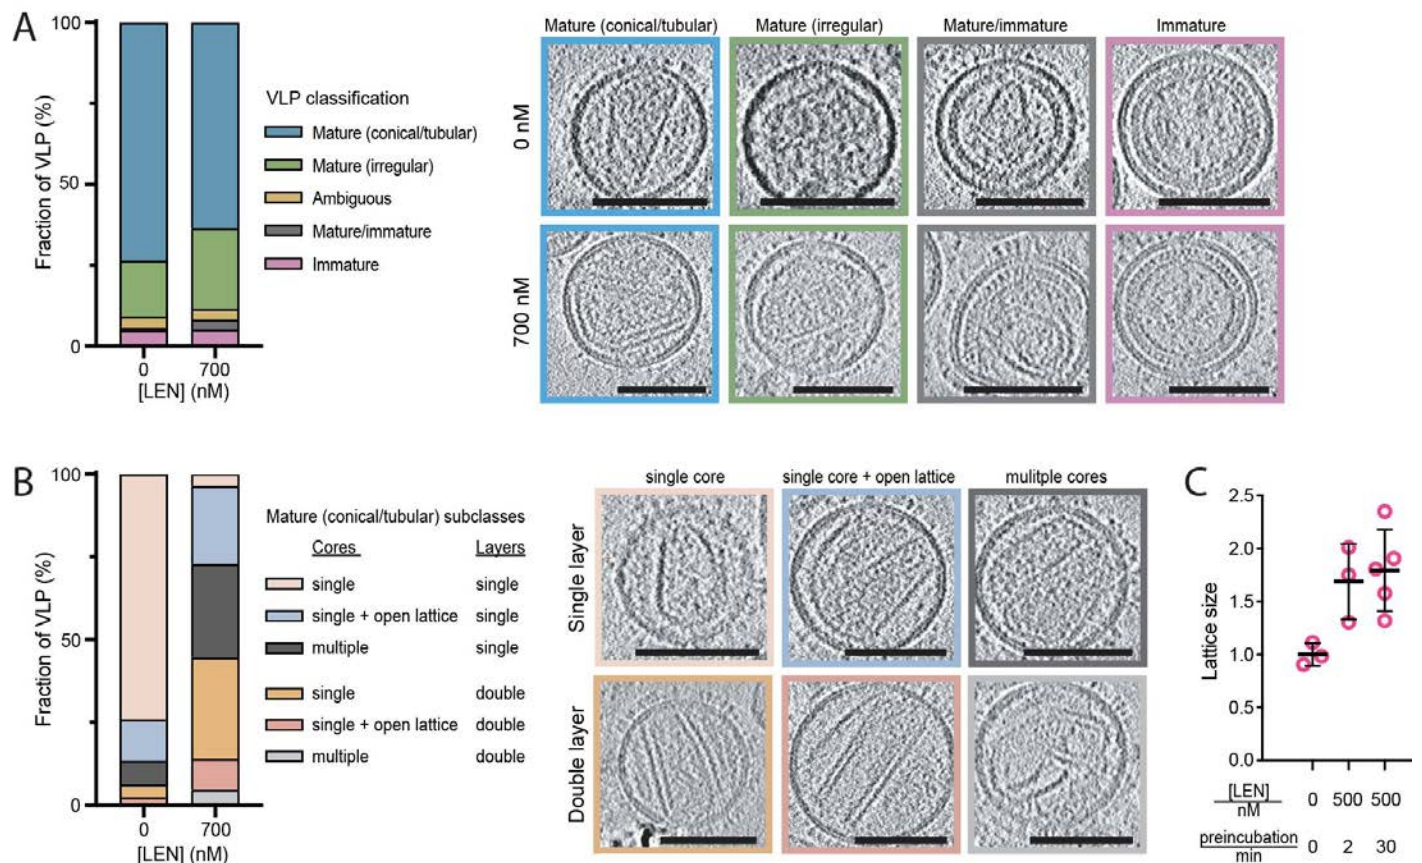 A
Fraction of VLP (%)
100
50
0
0
700
[LEN] (nM)
VLP classification
Mature (conical/tubular)
Mature (irregular)
Ambiguous
Mature/immature
Immature
Mature (conical/tubular)
Mature (irregular)
Mature/immature
Immature
0 nM
700 nM
B
Fraction of VLP (%)
100
50
0
0
700
[LEN] (nM)
Mature (conical/tubular) subclasses
Cores Layers
single single
single + open lattice single
multiple single
single double
single + open lattice double
multiple double
single core
single core + open lattice
mulitple cores
Single layer
Double layer
C
Lattice size
2.5
2.0
1.5
1.0
0.5
0.0
[LEN]
nM
0 500 500
preincubation
min
0 2 30